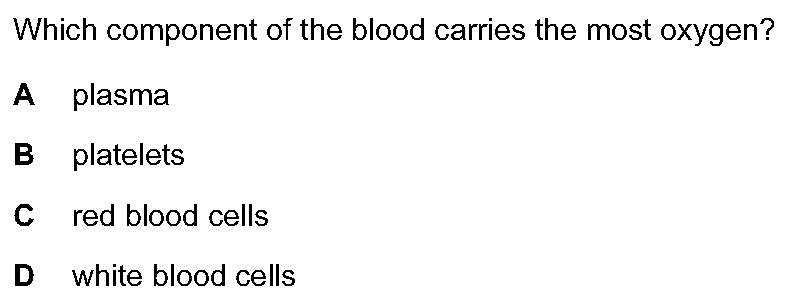 Which component of the blood carries the most oxygen?
A plasma
B platelets
C red blood cells
D white blood cells